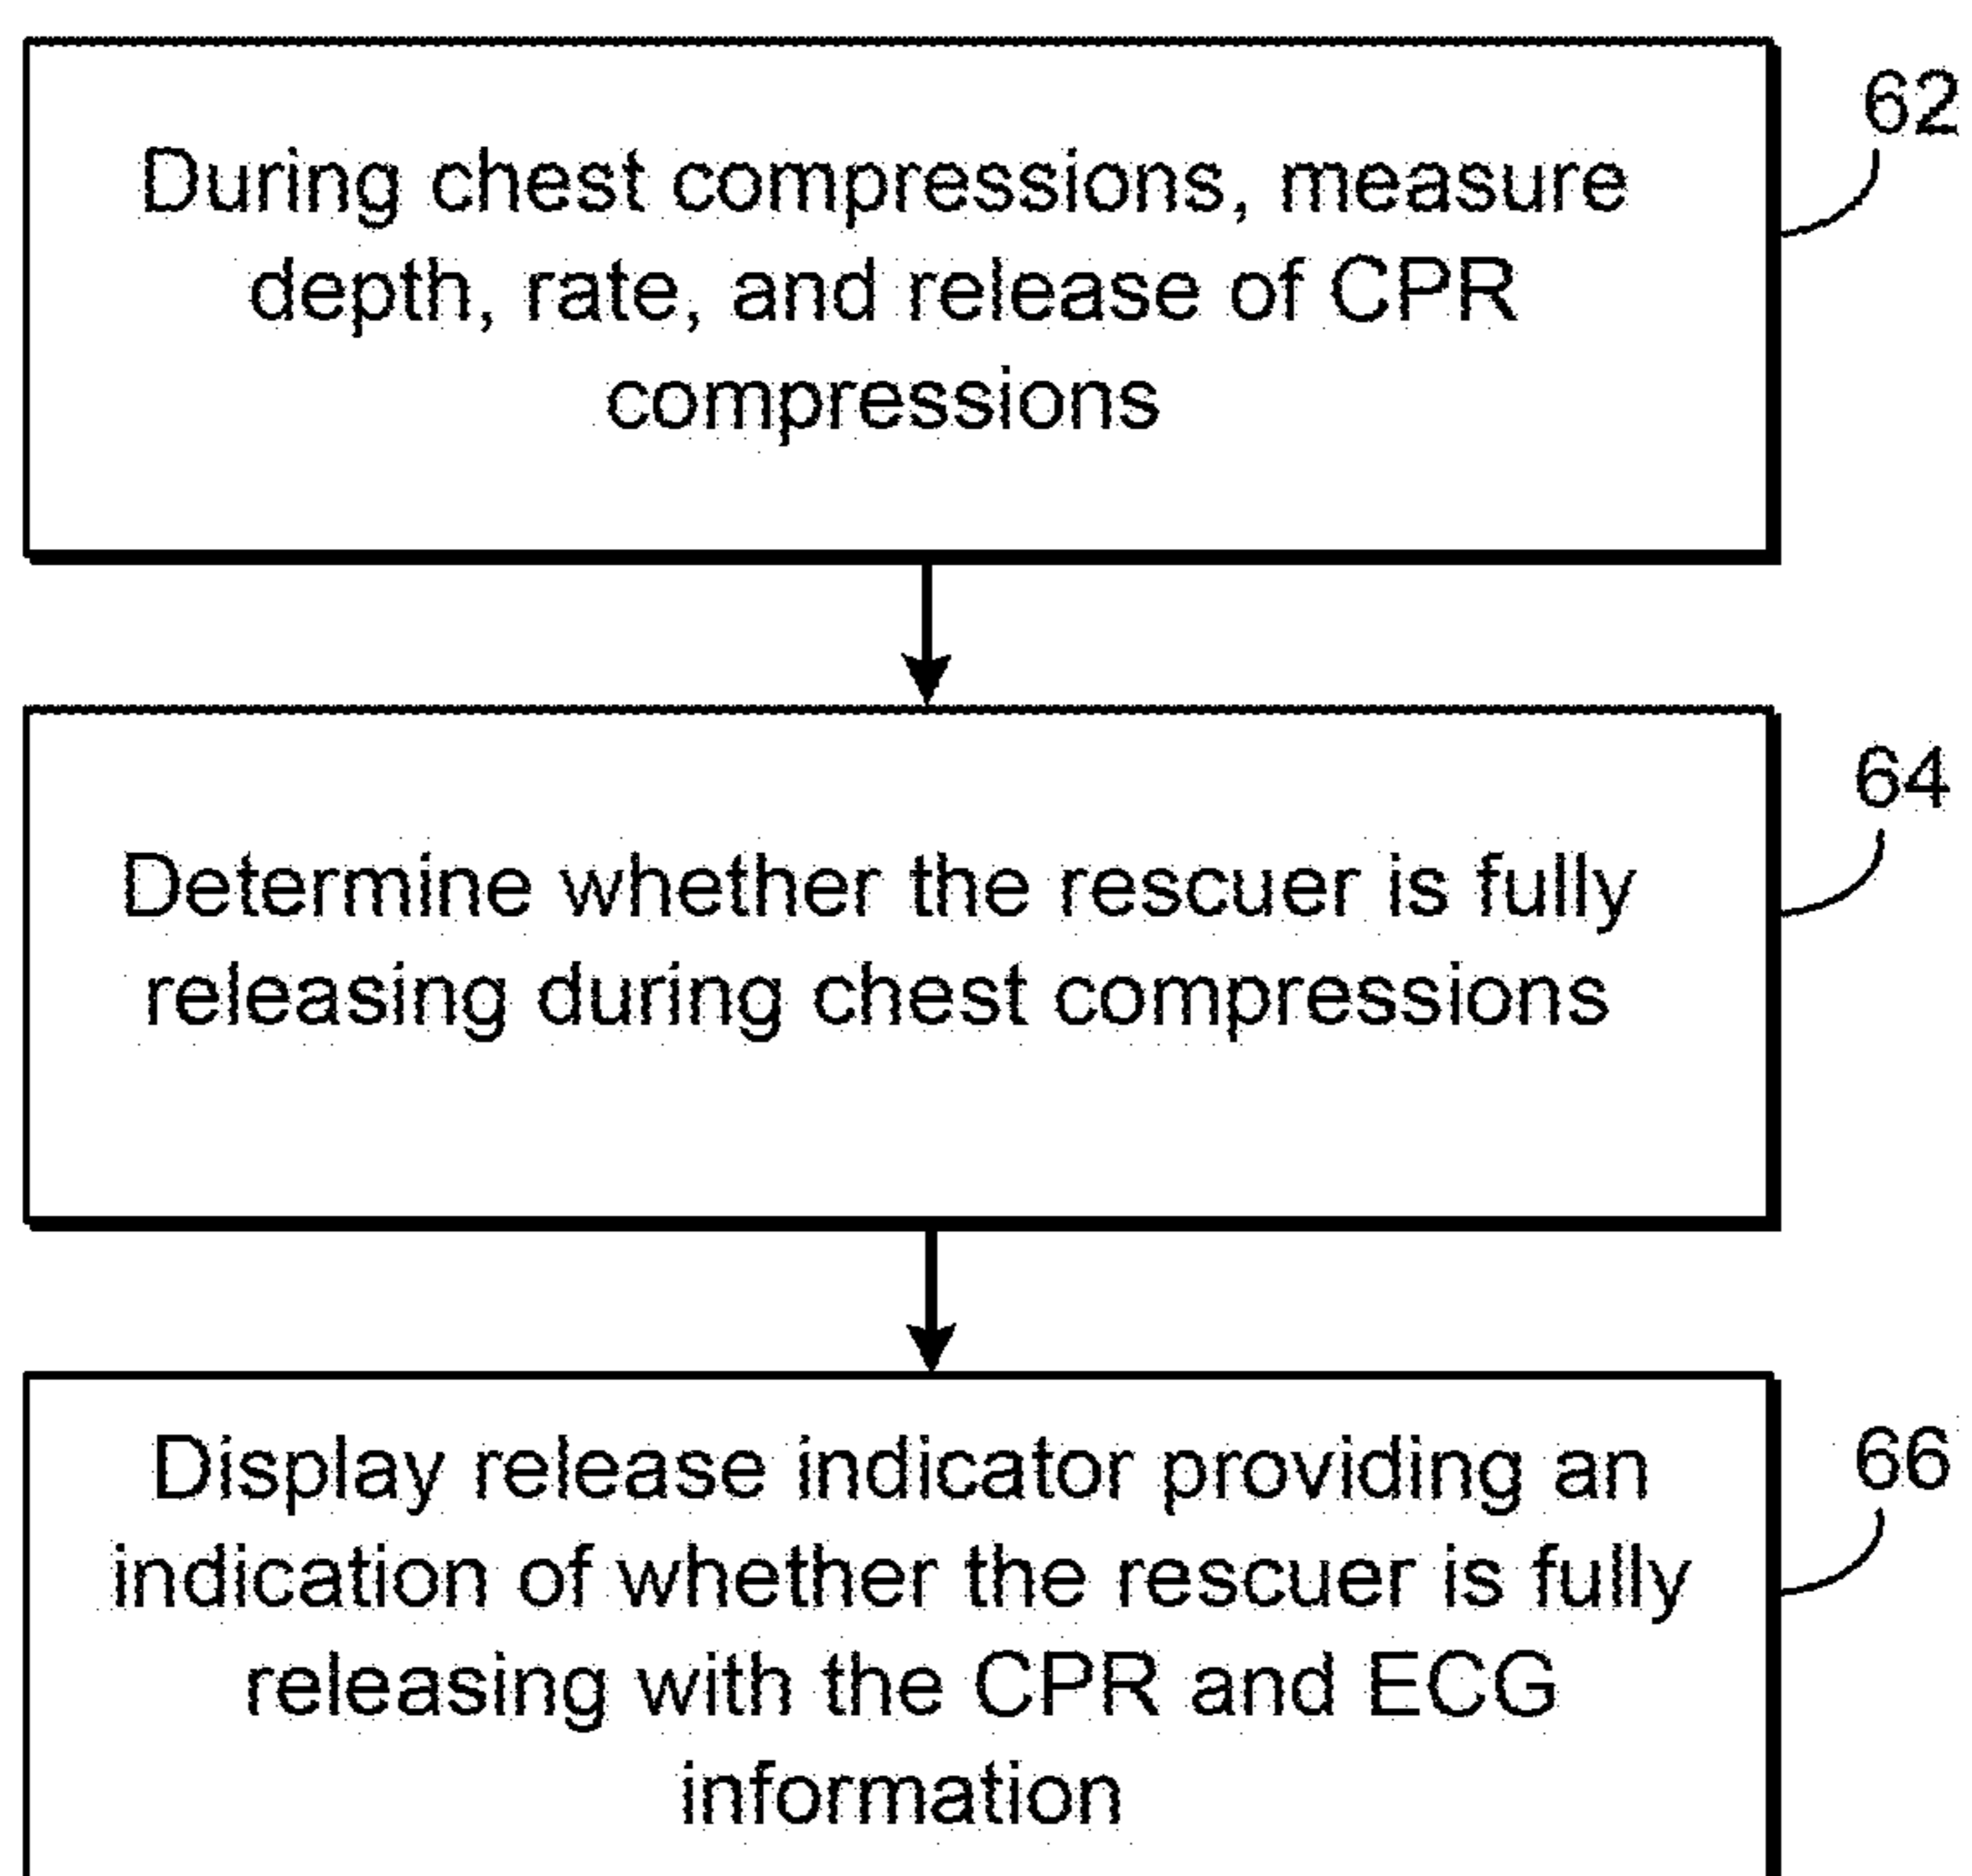 62
During chest compressions, measure
depth, rate, and release of CPR
compressions
64
Determine whether the rescuer is fully
releasing during chest compressions
66
Display release indicator providing an
indication of whether the rescuer is fully
releasing with the CPR and ECG
information